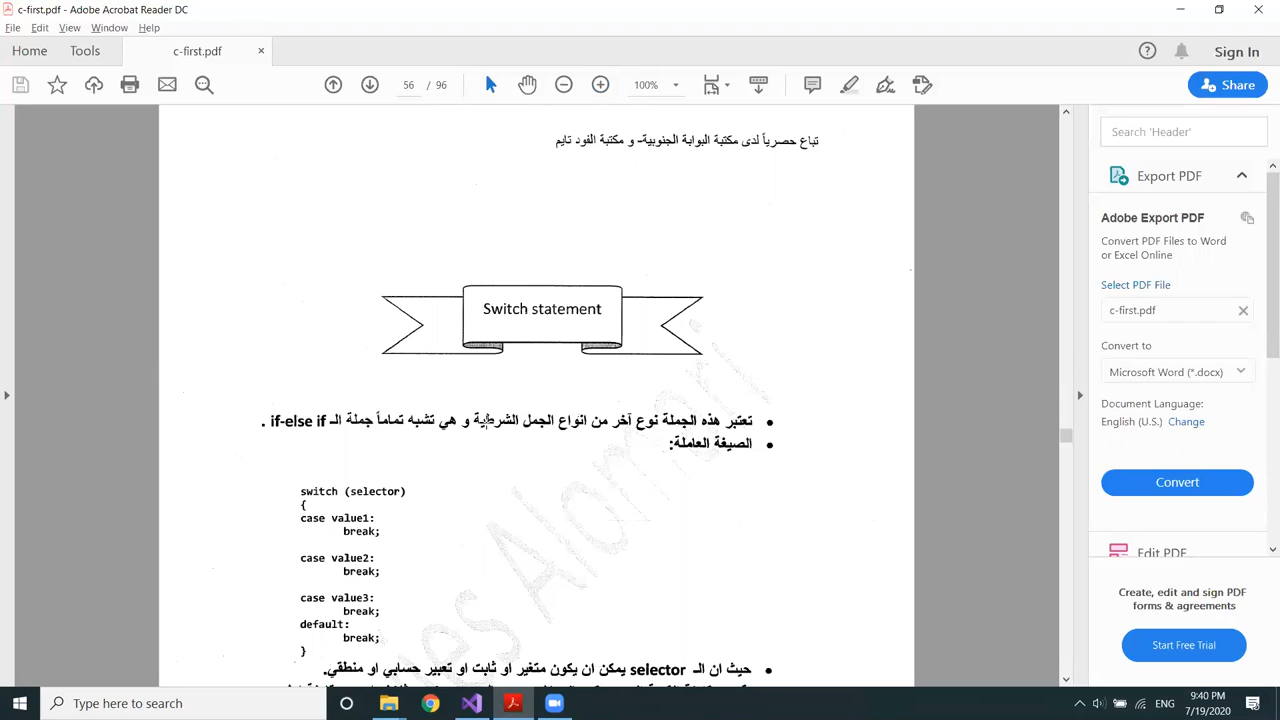 c-first.pdf - Adobe Acrobat Reader DC
File Edit View Window Help
Home Tools c-first.pdf × Sign In
56 / 96 100% Share
تباع حصرياً لدى مكتبة البوابة الجنوبية- و مكتبة الفود تايم
Switch statement
تعتبر هذه الجملة نوع آخر من انواع الجمل الشرطية و هي تشبه تماماً جملة الـ if-else if .
الصيغة العاملة:
switch (selector)
{
case value1:
break;
case value2:
break;
case value3:
break;
default:
break;
}
حيث ان الـ selector يمكن ان يكون متغير او ثابت او تعبير حسابي او منطقي.
es Alomari
Search 'Header'
Export PDF
Adobe Export PDF
Convert PDF Files to Word
or Excel Online
Select PDF File
c-first.pdf
Convert to
Microsoft Word (*.docx)
Document Language:
English (U.S.) Change
Convert
Edit PDF
Create, edit and sign PDF
forms & agreements
Start Free Trial
Type here to search
ENG
9:40 PM
7/19/2020